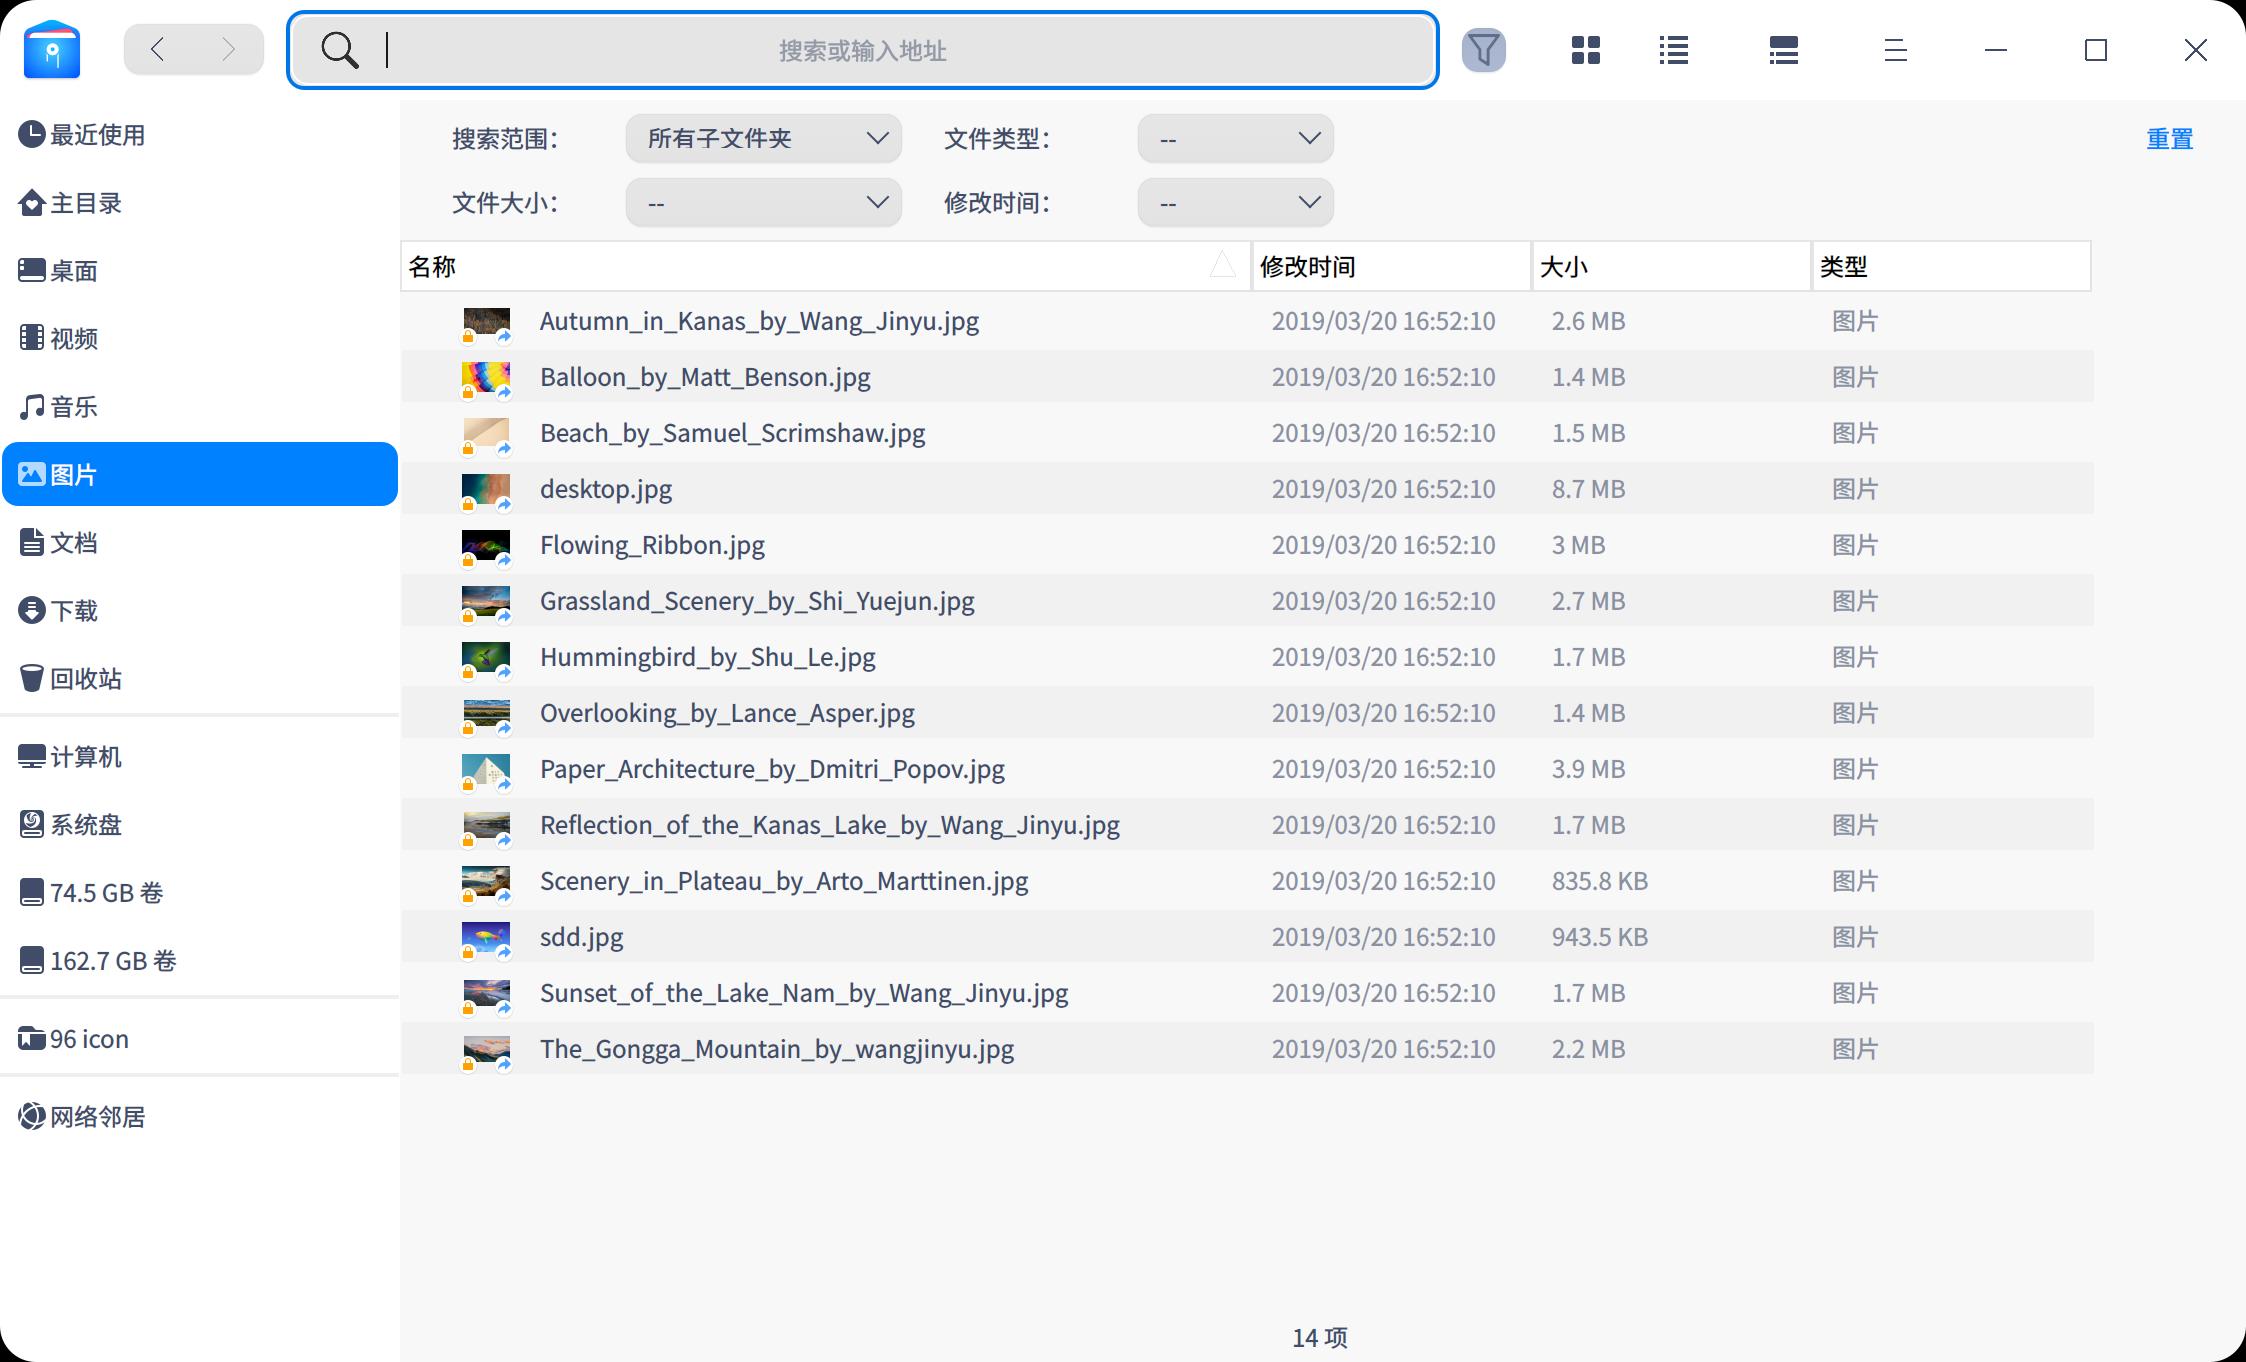 搜索或输入地址
最近使用
主目录
桌面
视频
音乐
图片
文档
下载
回收站
计算机
系统盘
74.5 GB 卷
162.7 GB 卷
96 icon
网络邻居
搜索范围： 所有子文件夹 文件类型： -- 重置
文件大小： -- 修改时间： --
名称 修改时间 大小 类型
Autumn_in_Kanas_by_Wang_Jinyu.jpg 2019/03/20 16:52:10 2.6 MB 图片
Balloon_by_Matt_Benson.jpg 2019/03/20 16:52:10 1.4 MB 图片
Beach_by_Samuel_Scrimshaw.jpg 2019/03/20 16:52:10 1.5 MB 图片
desktop.jpg 2019/03/20 16:52:10 8.7 MB 图片
Flowing_Ribbon.jpg 2019/03/20 16:52:10 3 MB 图片
Grassland_Scenery_by_Shi_Yuejun.jpg 2019/03/20 16:52:10 2.7 MB 图片
Hummingbird_by_Shu_Le.jpg 2019/03/20 16:52:10 1.7 MB 图片
Overlooking_by_Lance_Asper.jpg 2019/03/20 16:52:10 1.4 MB 图片
Paper_Architecture_by_Dmitri_Popov.jpg 2019/03/20 16:52:10 3.9 MB 图片
Reflection_of_the_Kanas_Lake_by_Wang_Jinyu.jpg 2019/03/20 16:52:10 1.7 MB 图片
Scenery_in_Plateau_by_Arto_Marttinen.jpg 2019/03/20 16:52:10 835.8 KB 图片
sdd.jpg 2019/03/20 16:52:10 943.5 KB 图片
Sunset_of_the_Lake_Nam_by_Wang_Jinyu.jpg 2019/03/20 16:52:10 1.7 MB 图片
The_Gongga_Mountain_by_wangjinyu.jpg 2019/03/20 16:52:10 2.2 MB 图片
14 项